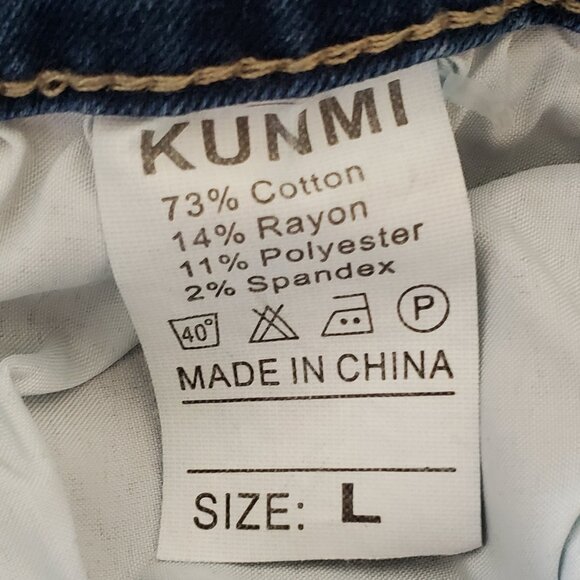 KUNMI
73% Cotton
14% Rayon
11% Polyester
2% Spandex
40° P
MADE IN CHINA
SIZE: L